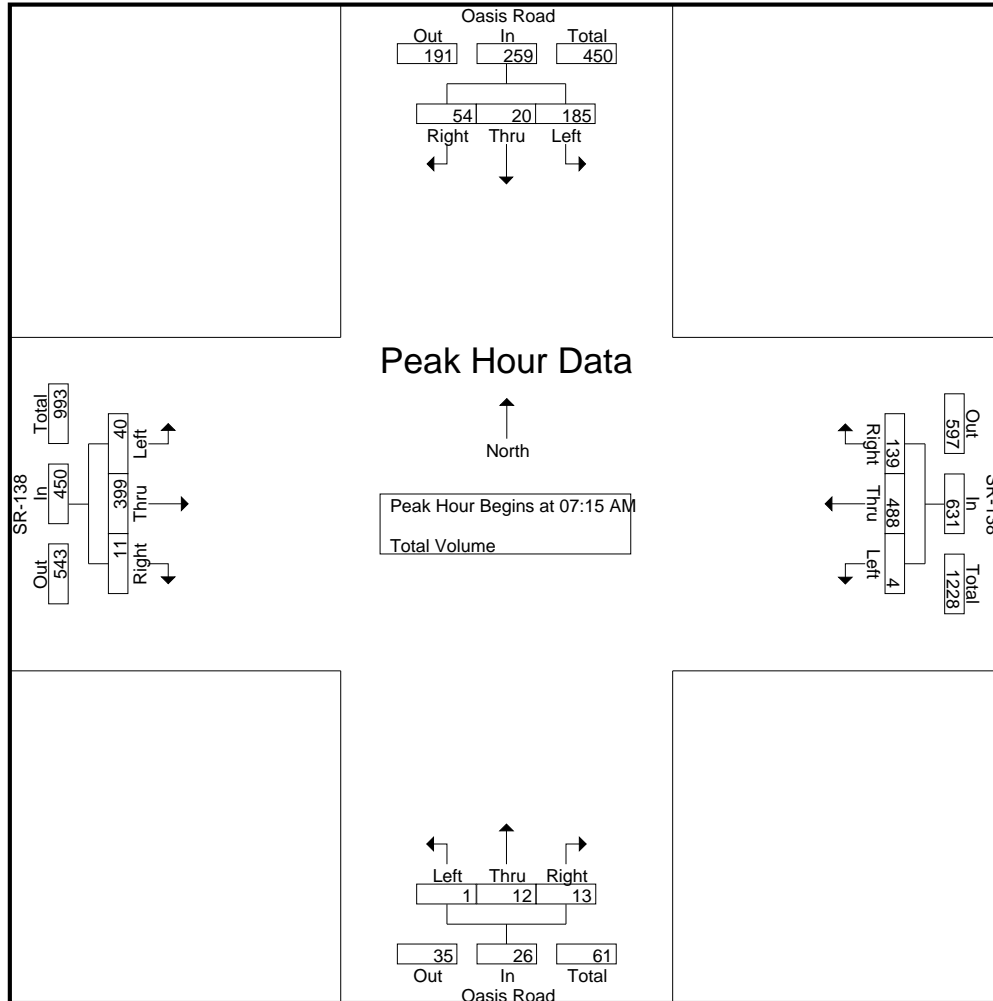 Oasis Road
Out In Total
191 259 450
54 20 185
Right Thru Left
Peak Hour Data
North
Peak Hour Begins at 07:15 AM
Total Volume
SR-138
Total In Out
993 450 543
40 399 11
Left Thru Right
Right Thru Left
139 488 4
Out In Total
597 631 1228
SR-138
Left Thru Right
1 12 13
35 26 61
Out In Total
Oasis Road